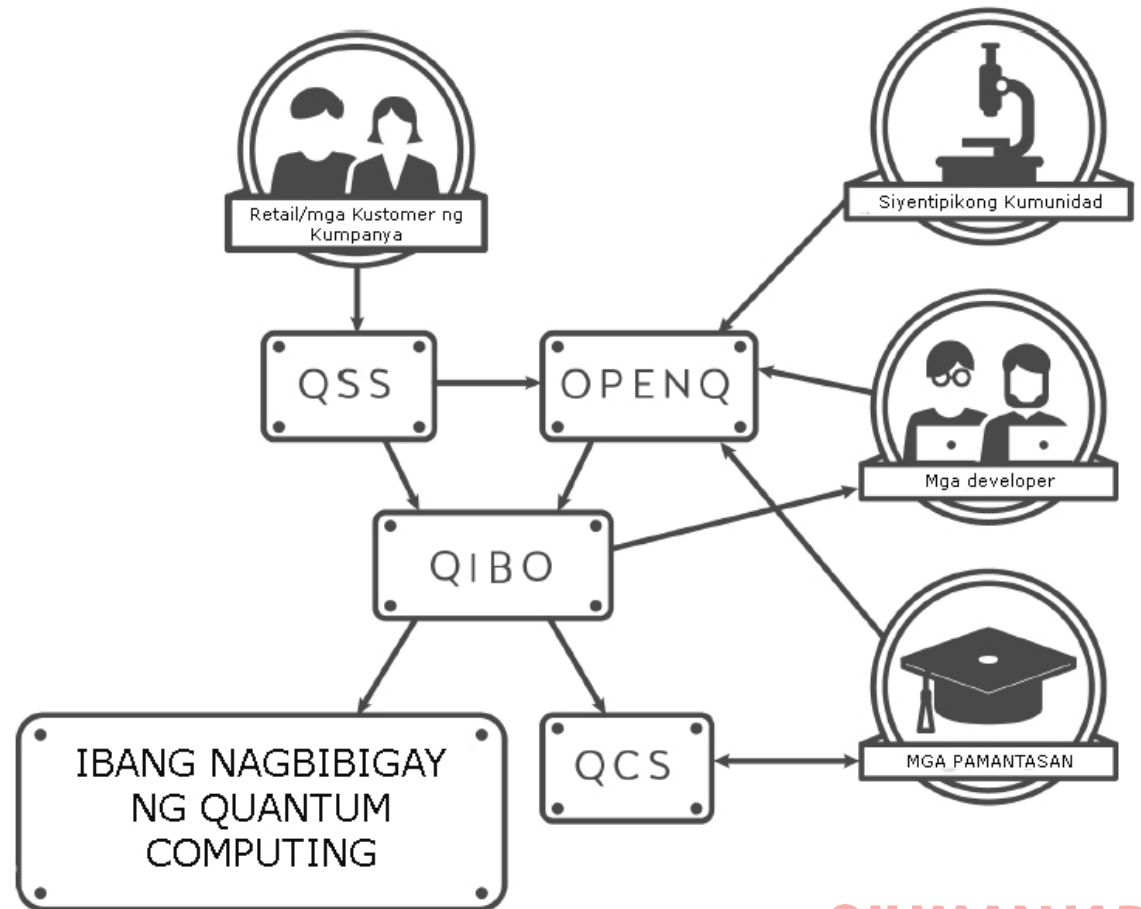 Retail/mga Kustomer ng
Kumpanya
Siyentipikong Kumunidad
QSS
OPENQ
Mga developer
QIBO
IBANG NAGBIBIGAY
NG QUANTUM
COMPUTING
QCS
MGA PAMANTASAN